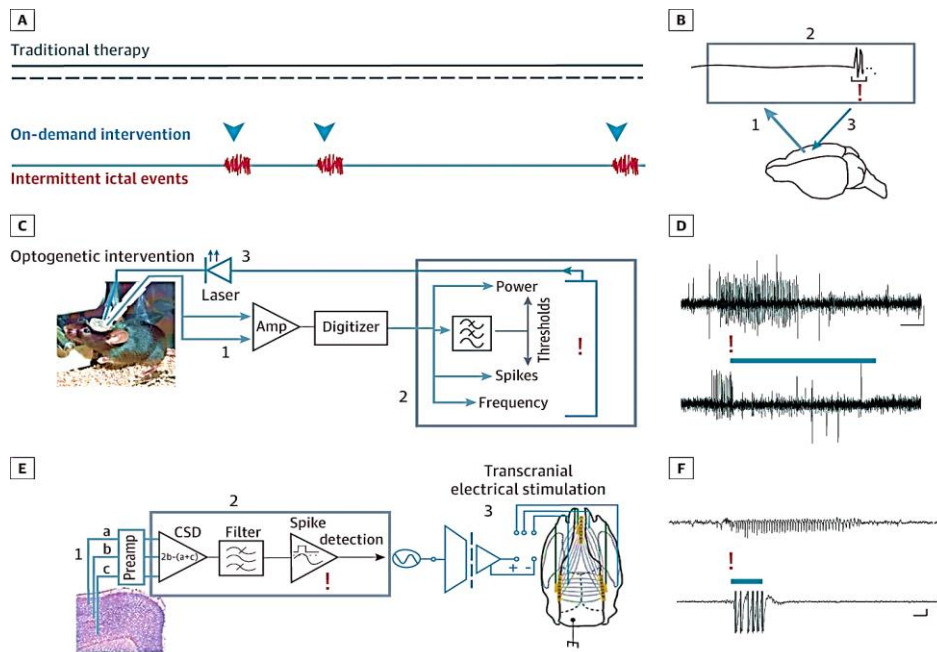 A
Traditional therapy
On-demand intervention
Intermittent ictal events
B
2
!
1
3
C
Optogenetic intervention
3
Laser
Amp
1
Digitizer
2
Power
Thresholds
!
Spikes
Frequency
D
!
E
2
1
a
b
c
Preamp
CSD
2b-(a+c)
Filter
Spike
detection
!
Transcranial
electrical stimulation
3
+ -
F
!